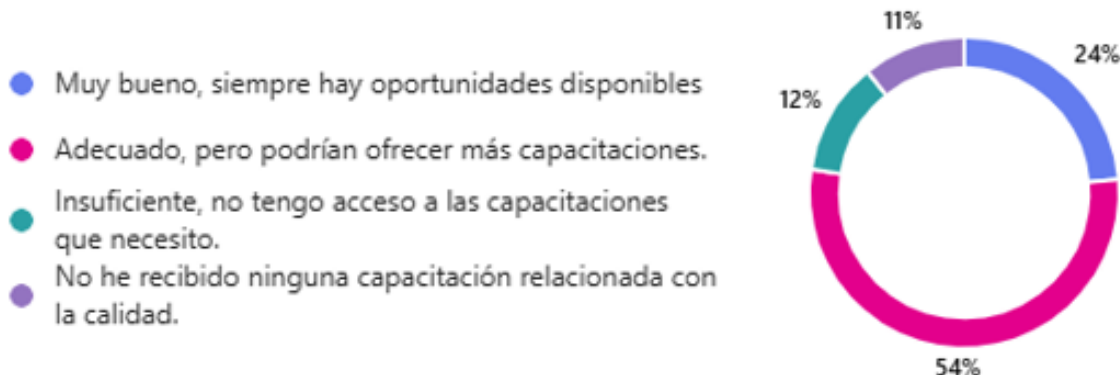 Muy bueno, siempre hay oportunidades disponibles
Adecuado, pero podrían ofrecer más capacitaciones.
Insuficiente, no tengo acceso a las capacitaciones
que necesito.
No he recibido ninguna capacitación relacionada con
la calidad.
11%
24%
12%
54%